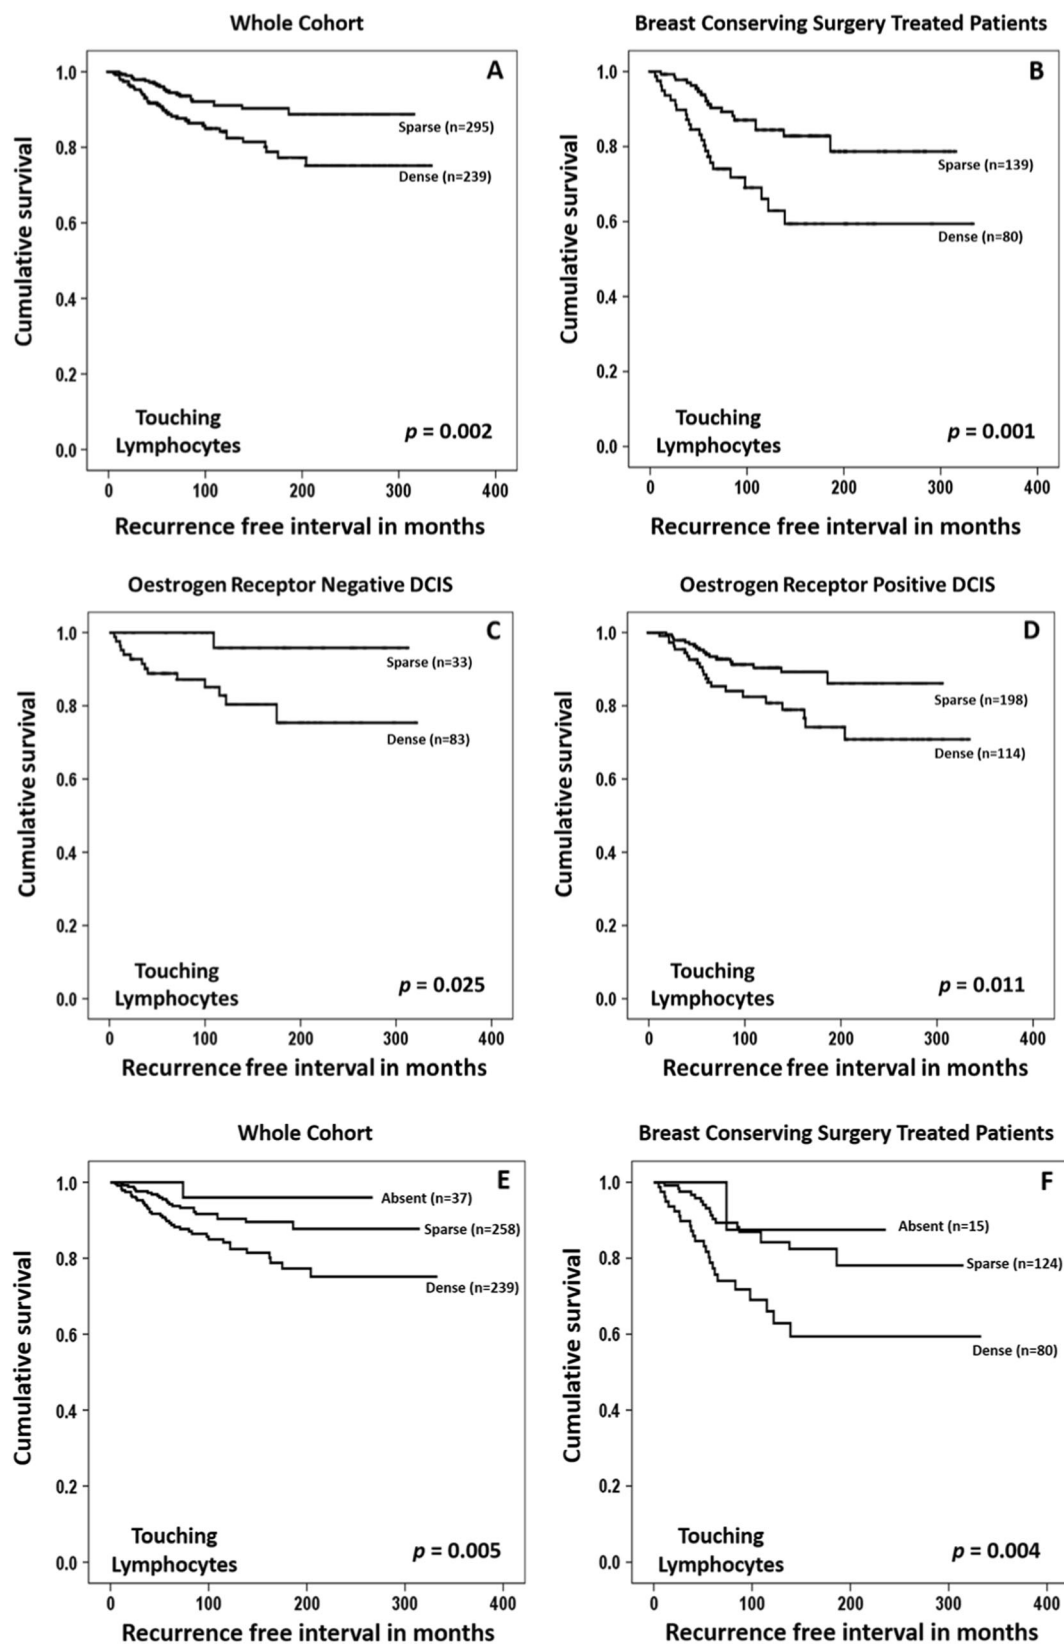 Whole Cohort
A
1.0
0.8
0.6
0.4
0.2
0.0
Cumulative survival
Sparse (n=295)
Dense (n=239)
Touching
Lymphocytes
p = 0.002
0 100 200 300 400
Recurrence free interval in months
Breast Conserving Surgery Treated Patients
B
1.0
0.8
0.6
0.4
0.2
0.0
Cumulative survival
Sparse (n=139)
Dense (n=80)
Touching
Lymphocytes
p = 0.001
0 100 200 300 400
Recurrence free interval in months
Oestrogen Receptor Negative DCIS
C
1.0
0.8
0.6
0.4
0.2
0.0
Cumulative survival
Sparse (n=33)
Dense (n=83)
Touching
Lymphocytes
p = 0.025
0 100 200 300 400
Recurrence free interval in months
Oestrogen Receptor Positive DCIS
D
1.0
0.8
0.6
0.4
0.2
0.0
Cumulative survival
Sparse (n=198)
Dense (n=114)
Touching
Lymphocytes
p = 0.011
0 100 200 300 400
Recurrence free interval in months
Whole Cohort
E
1.0
0.8
0.6
0.4
0.2
0.0
Cumulative survival
Absent (n=37)
Sparse (n=258)
Dense (n=239)
Touching
Lymphocytes
p = 0.005
0 100 200 300 400
Recurrence free interval in months
Breast Conserving Surgery Treated Patients
F
1.0
0.8
0.6
0.4
0.2
0.0
Cumulative survival
Absent (n=15)
Sparse (n=124)
Dense (n=80)
Touching
Lymphocytes
p = 0.004
0 100 200 300 400
Recurrence free interval in months